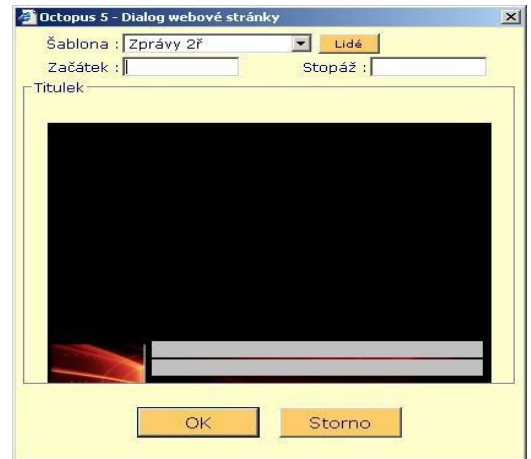 Octopus 5 - Dialog webové stránky
Šablona : Zprávy 2ř Lidé
Začátek : Stopáž :
Titulek
OK Storno